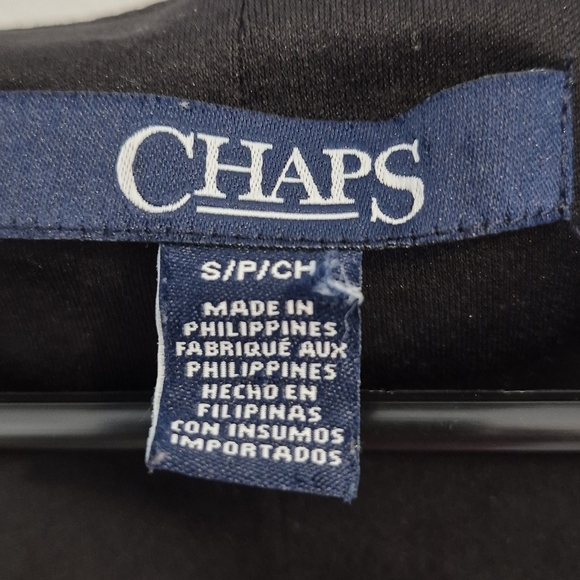 CHAPS
S/P/CH
MADE IN
PHILIPPINES
FABRIQUÉ AUX
PHILIPPINES
HECHO EN
FILIPINAS
CON INSUMOS
IMPORTADOS